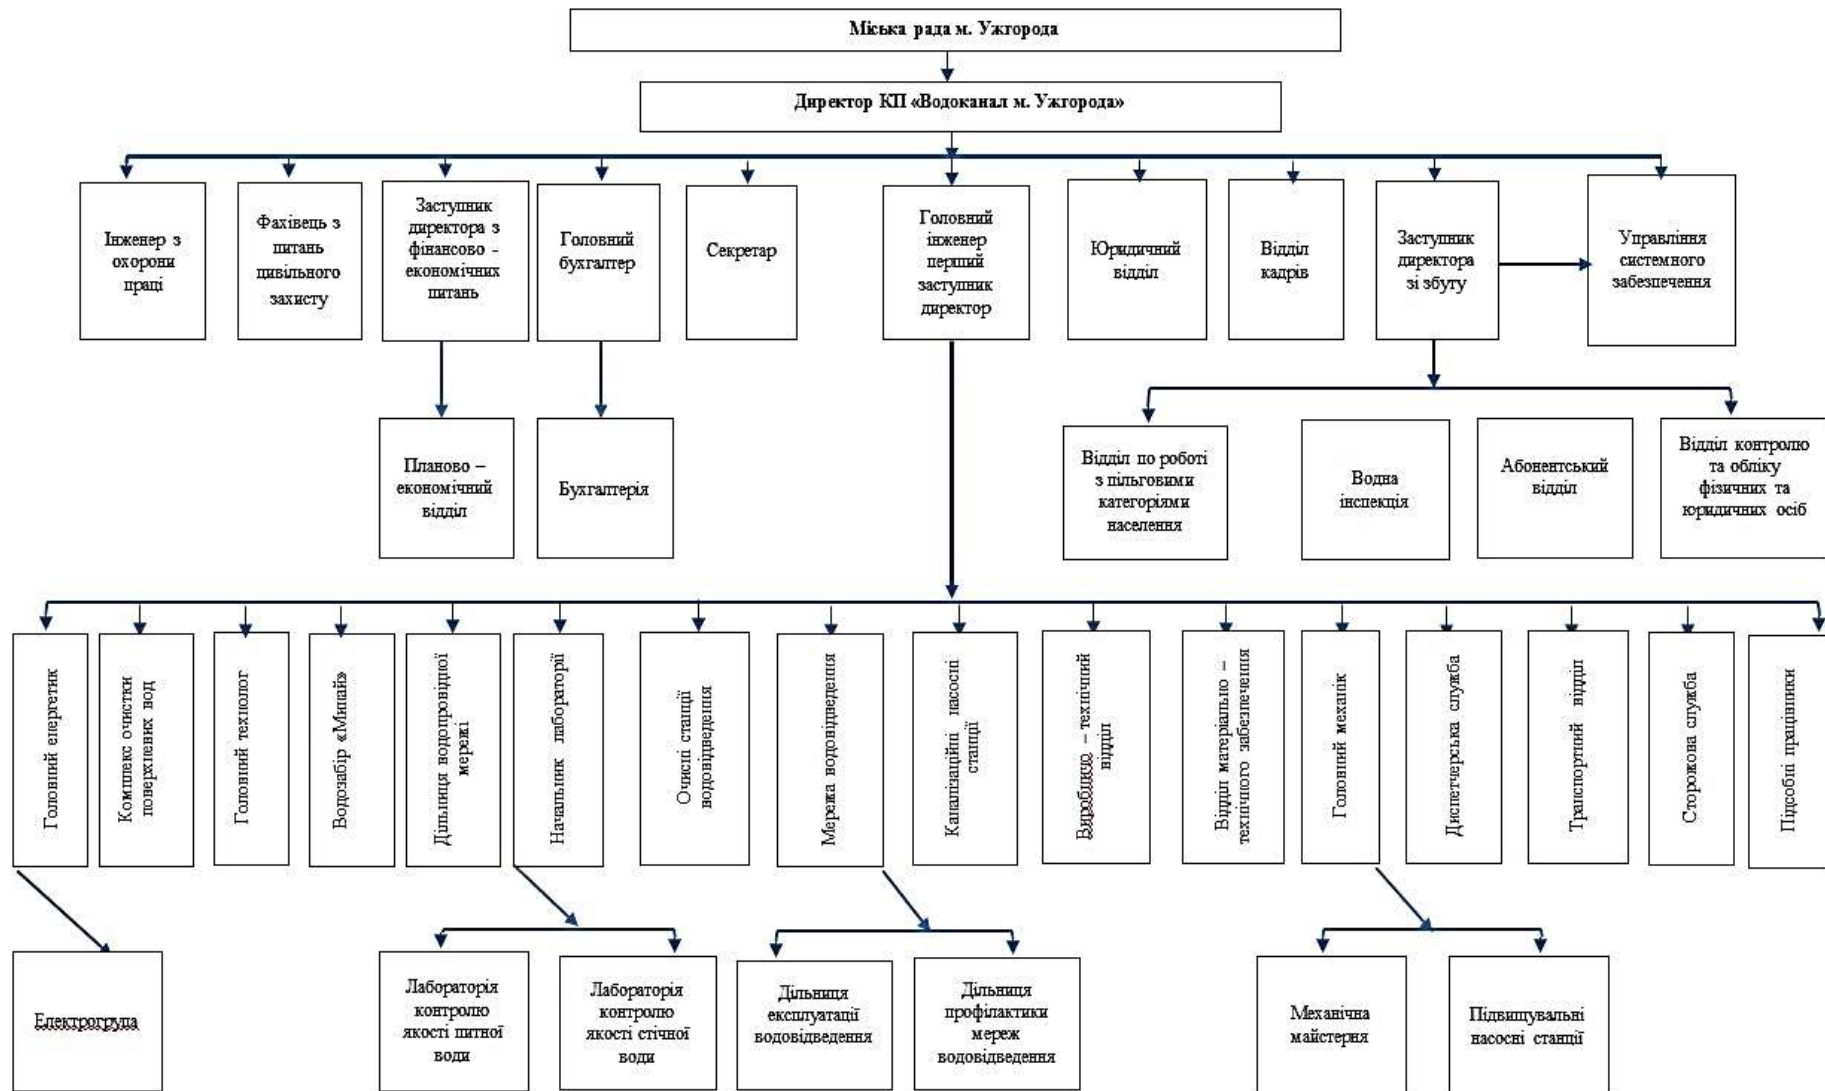 Міська рада м. Ужгорода
Директор КП «Водоканал м. Ужгорода»
Інженер з
охорони
праці
Фахівець з
питань
цивільного
захисту
Заступник
директора з
фінансово -
економічних
питань
Головний
бухгалтер
Секретар
Головний
інженер
перший
заступник
директор
Юридичний
відділ
Відділ
кадрів
Заступник
директора
зі збуту
Управління
системного
забезпечення
Планово –
економічний
відділ
Бухгалтерія
Відділ по роботі
з пільговими
категоріями
населення
Водна
інспекція
Абонентський
відділ
Відділ контролю
та обліку
фізичних та
юридичних осіб
Головний енергетик
Комплекс очистки
поверхневих вод
Головний технолог
Водозабір «Минай»
Дільниця водопровідної
мережі
Начальник лабораторії
Очисні станції
водовідведення
Мережа водовідведення
Каналізаційні насосні
станції
Виробничо – технічний
відділ
Відділ матеріально –
технічного забезпечення
Головний механік
Диспетчерська служба
Транспортний відділ
Сторожова служба
Підсобні працівники
Електрогрупа
Лабораторія
контролю
якості питної
води
Лабораторія
контролю
якості стічної
води
Дільниця
експлуатації
водовідведення
Дільниця
профілактики
мереж
водовідведення
Механічна
майстерня
Підвищувальні
насосні станції